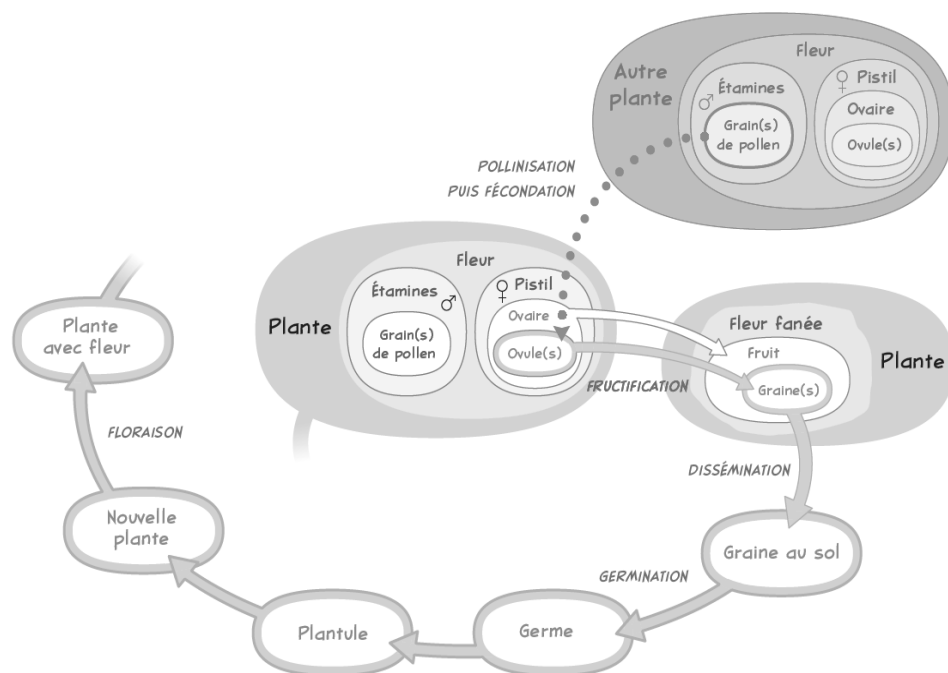 Fleur
Autre
plante
♂
Étamines
Grain(s)
de pollen
♀ Pistil
Ovaire
Ovule(s)
POLLINISATION
PUIS FÉCONDATION
Fleur
Plante
Étamines
♂
Grain(s)
de pollen
♀ Pistil
Ovaire
Ovule(s)
FRUCTIFICATION
Fleur fanée
Fruit
Graine(s)
Plante
DISSÉMINATION
Graine au sol
GERMINATION
Germe
Plantule
Nouvelle
plante
FLORAISON
Plante
avec fleur